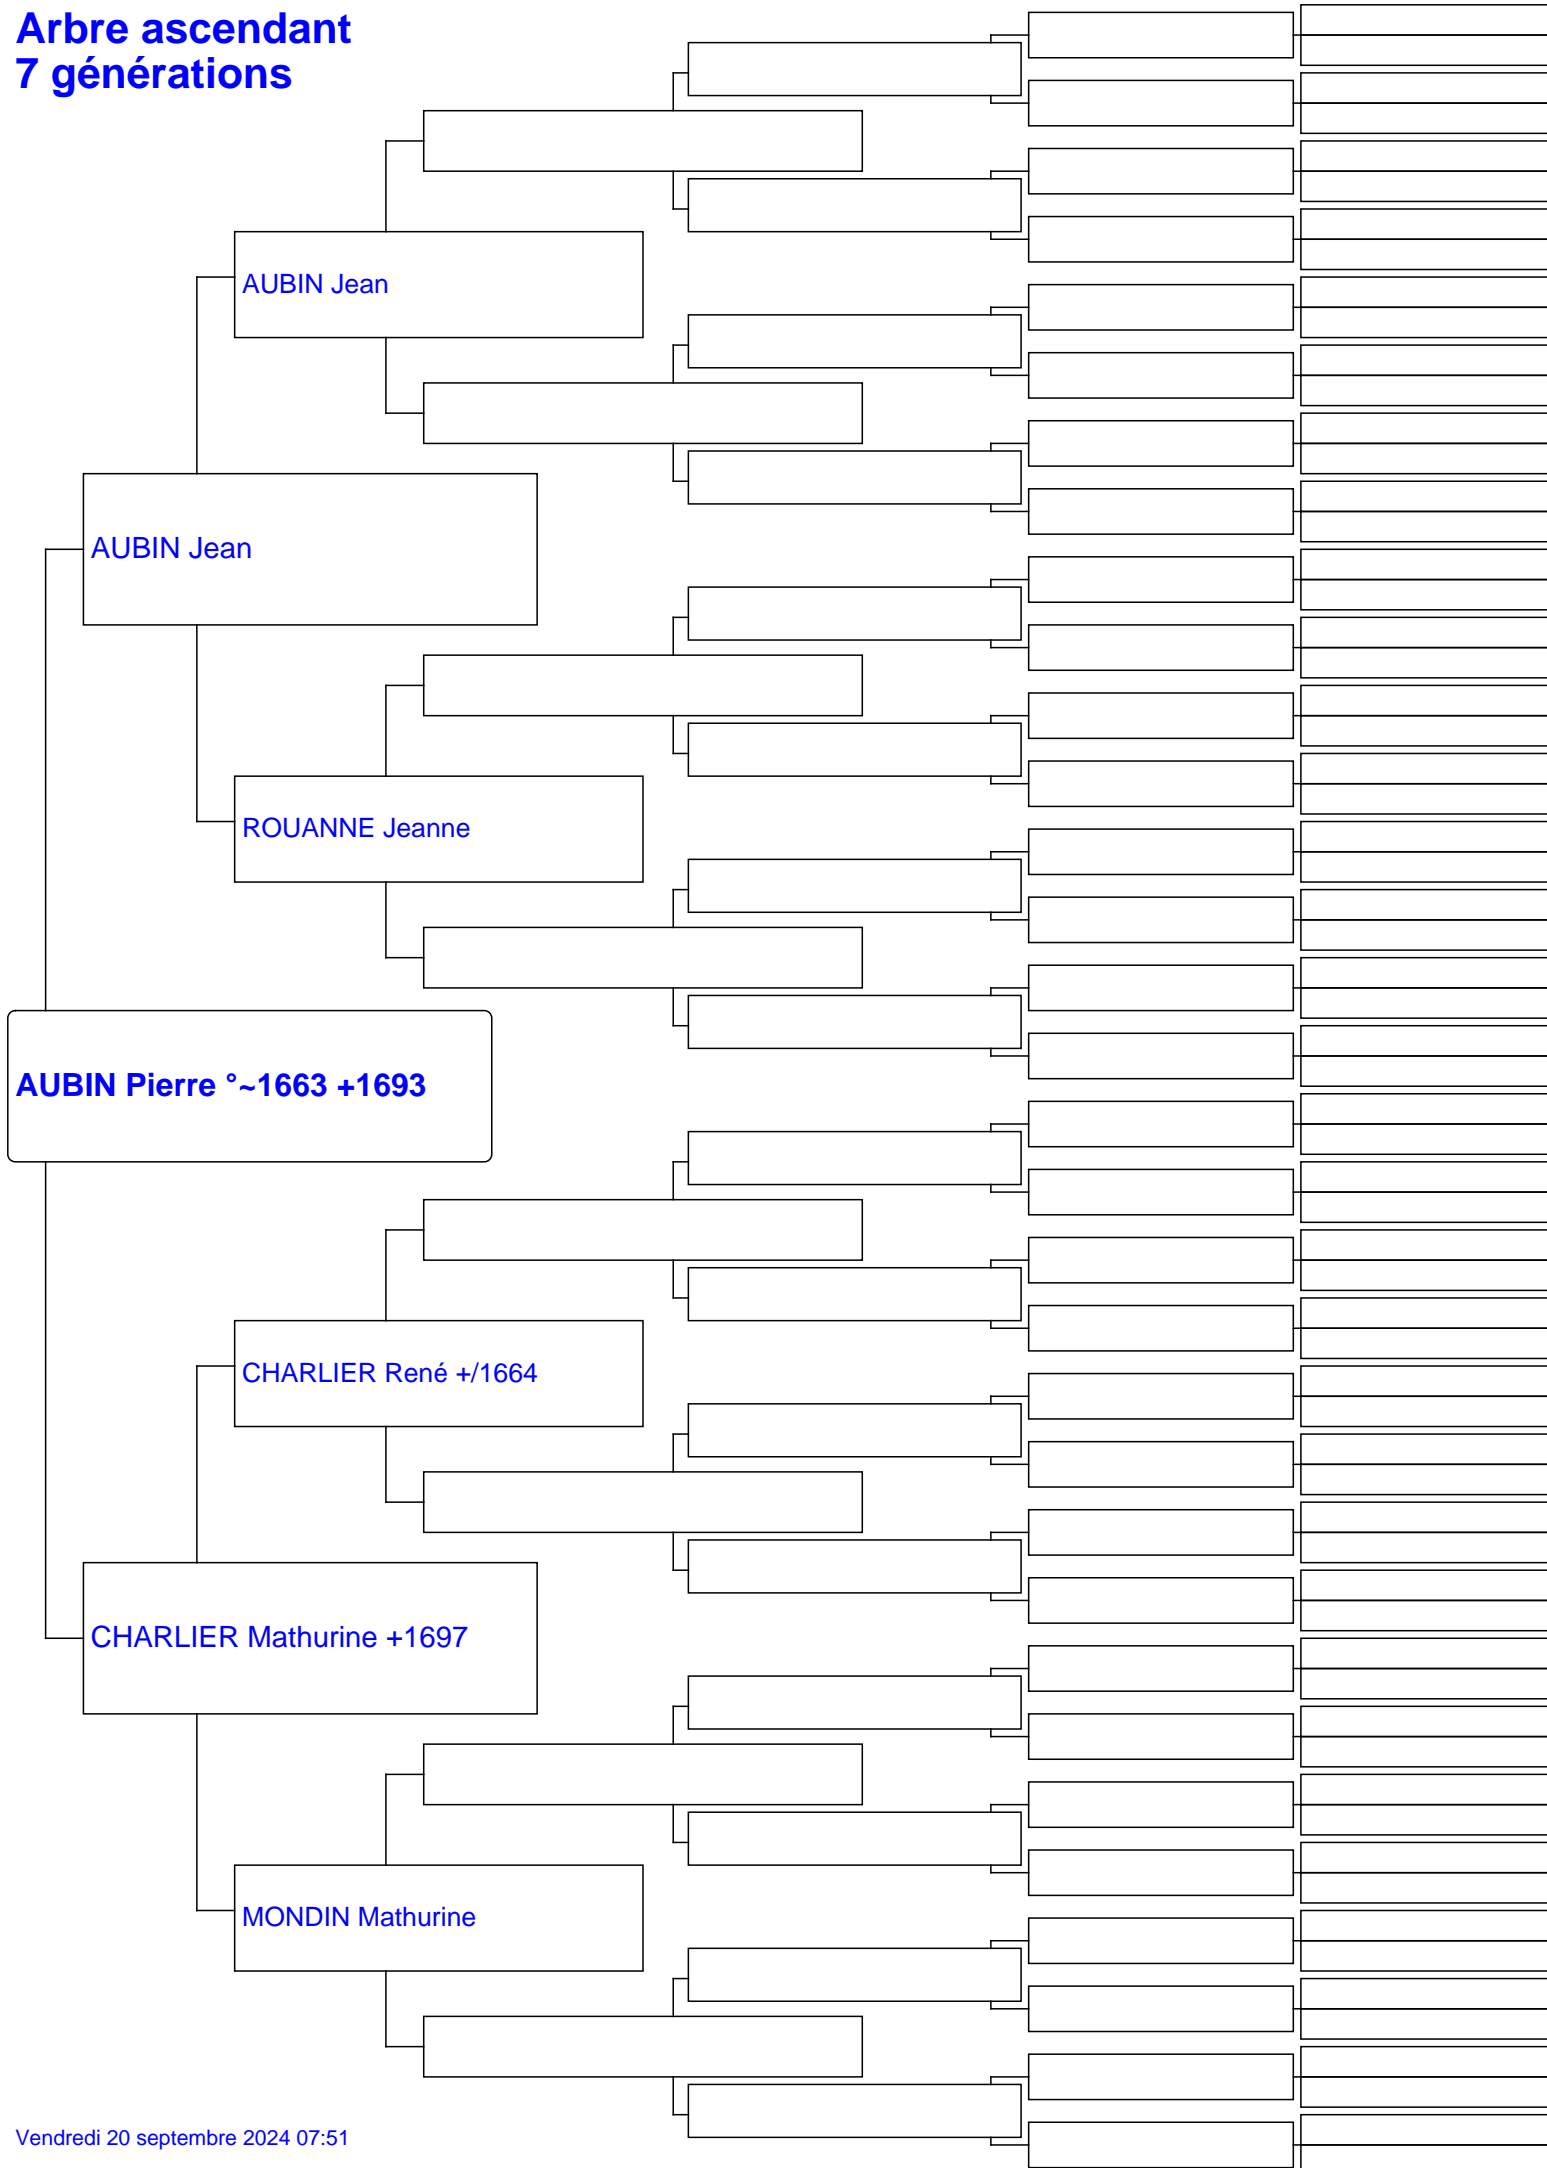 Arbre ascendant
7 générations
AUBIN Jean
AUBIN Jean
ROUANNE Jeanne
AUBIN Pierre °~1663 +1693
CHARLIER René +/1664
CHARLIER Mathurine +1697
MONDIN Mathurine
Vendredi 20 septembre 2024 07:51